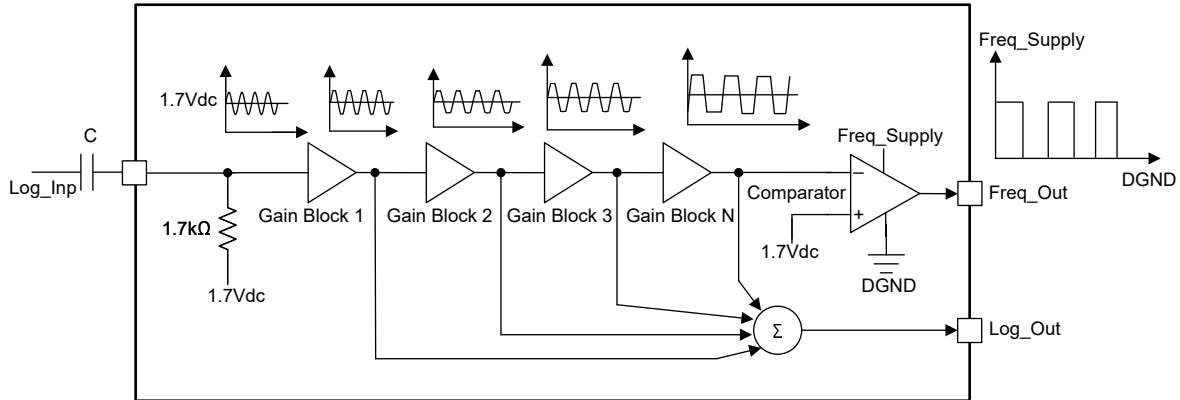 Freq_Supply
1.7Vdc
C
Freq_Supply
Log_Inp
Comparator
DGND
Freq_Out
Gain Block 1
Gain Block 2
Gain Block 3
Gain Block N
−
+
1.7kΩ
1.7Vdc
1.7Vdc
DGND
Σ
Log_Out